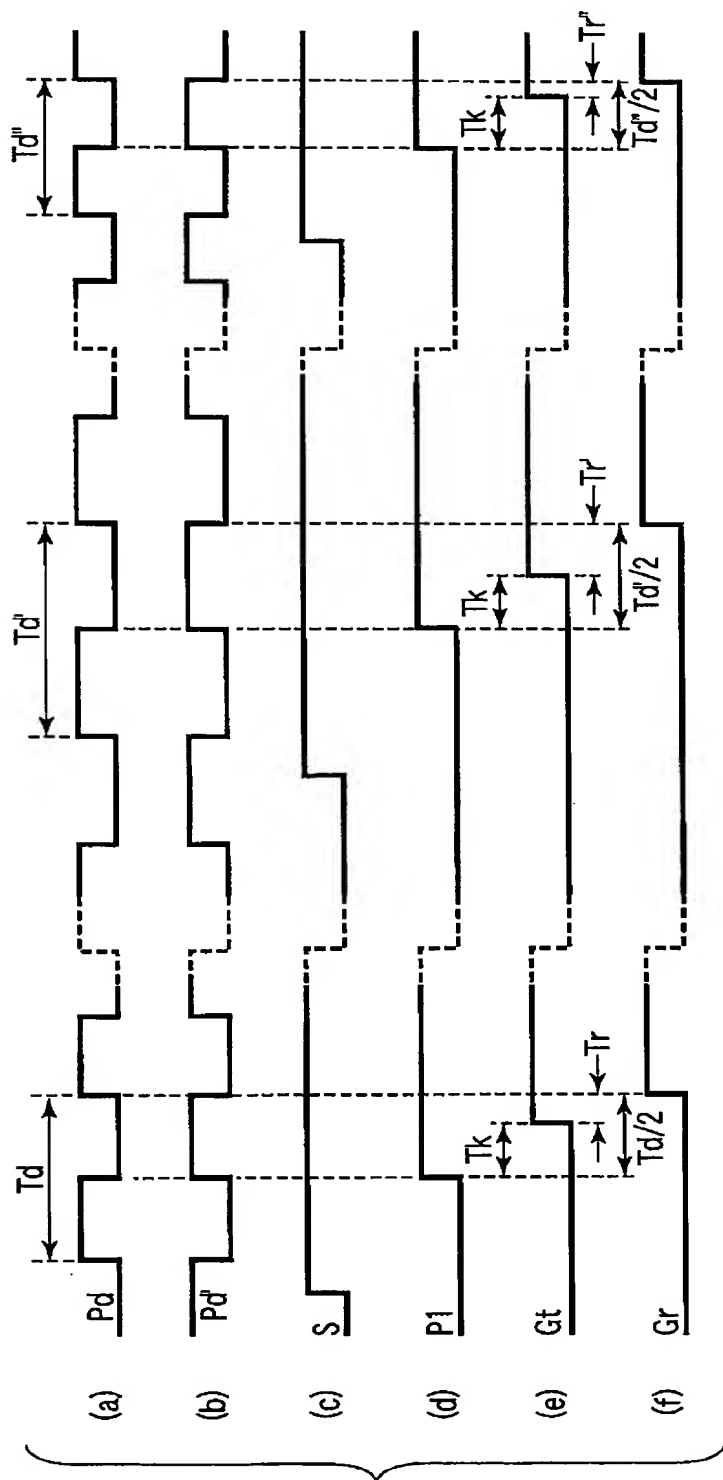 Td
Td'
Td"
(a) Pd
(b) Pd'
(c) S
(d) P1
Tk
Tk
Tk
(e) Gt
Tr
Tr'
Tr"
Td/2
Td'/2
Td"/2
(f) Gr